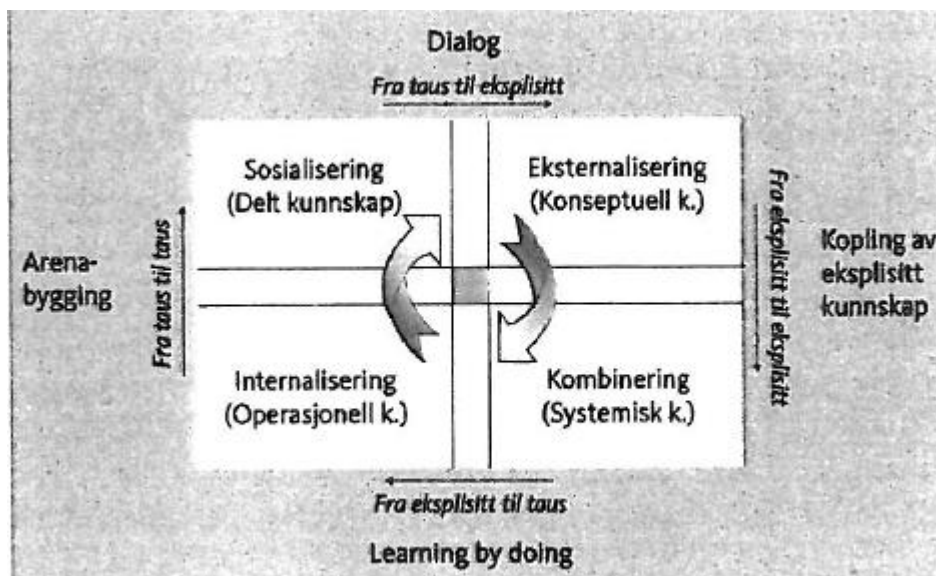 Dialog
Fra taus til eksplisitt
Sosialisering
(Delt kunnskap)
Eksternalisering
(Konseptuell k.)
Arena-
bygging
Fra taus til taus
Fra eksplisitt til eksplisitt
Kopling av
eksplisitt
kunnskap
Internalisering
(Operasjonell k.)
Kombinering
(Systemisk k.)
Fra eksplisitt til taus
Learning by doing